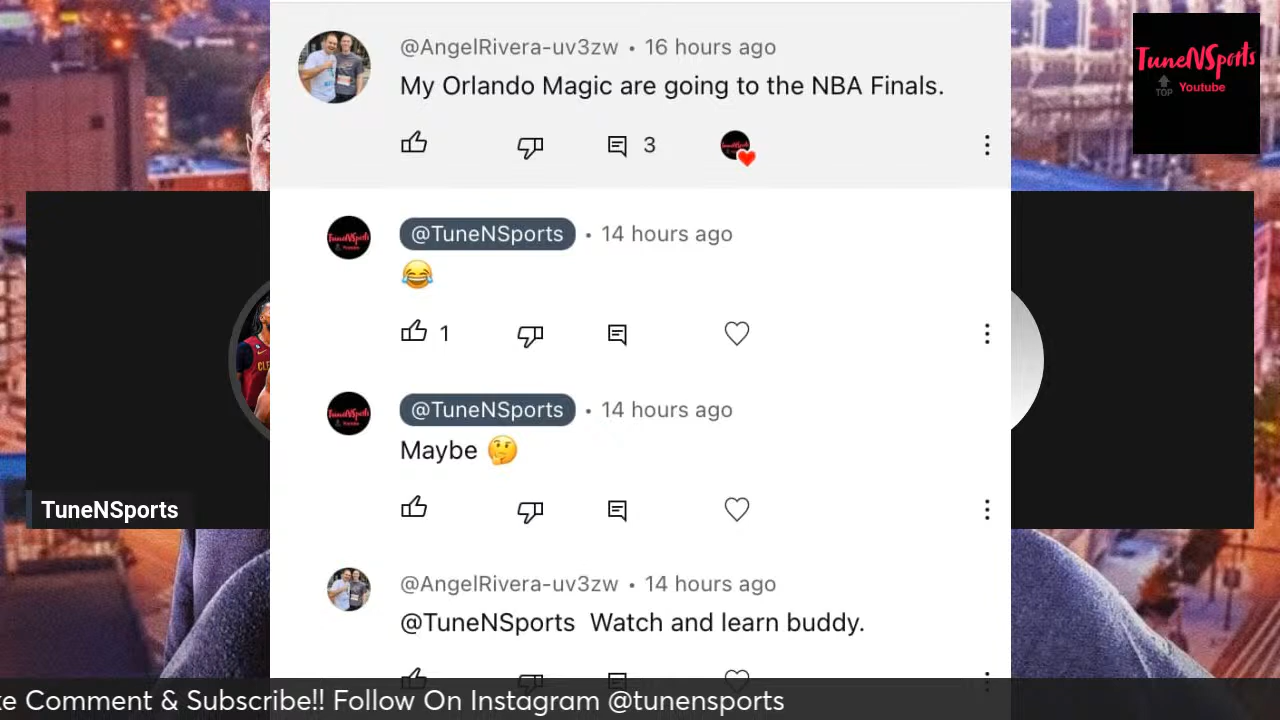 @AngelRivera-uv3zw • 16 hours ago
My Orlando Magic are going to the NBA Finals.
3
@TuneNSports • 14 hours ago
😂
1
@TuneNSports • 14 hours ago
Maybe 🤔
@AngelRivera-uv3zw • 14 hours ago
@TuneNSports Watch and learn buddy.
TuneNSports
TOP Youtube
TuneNSports
Comment & Subscribe!! Follow On Instagram @tunensports